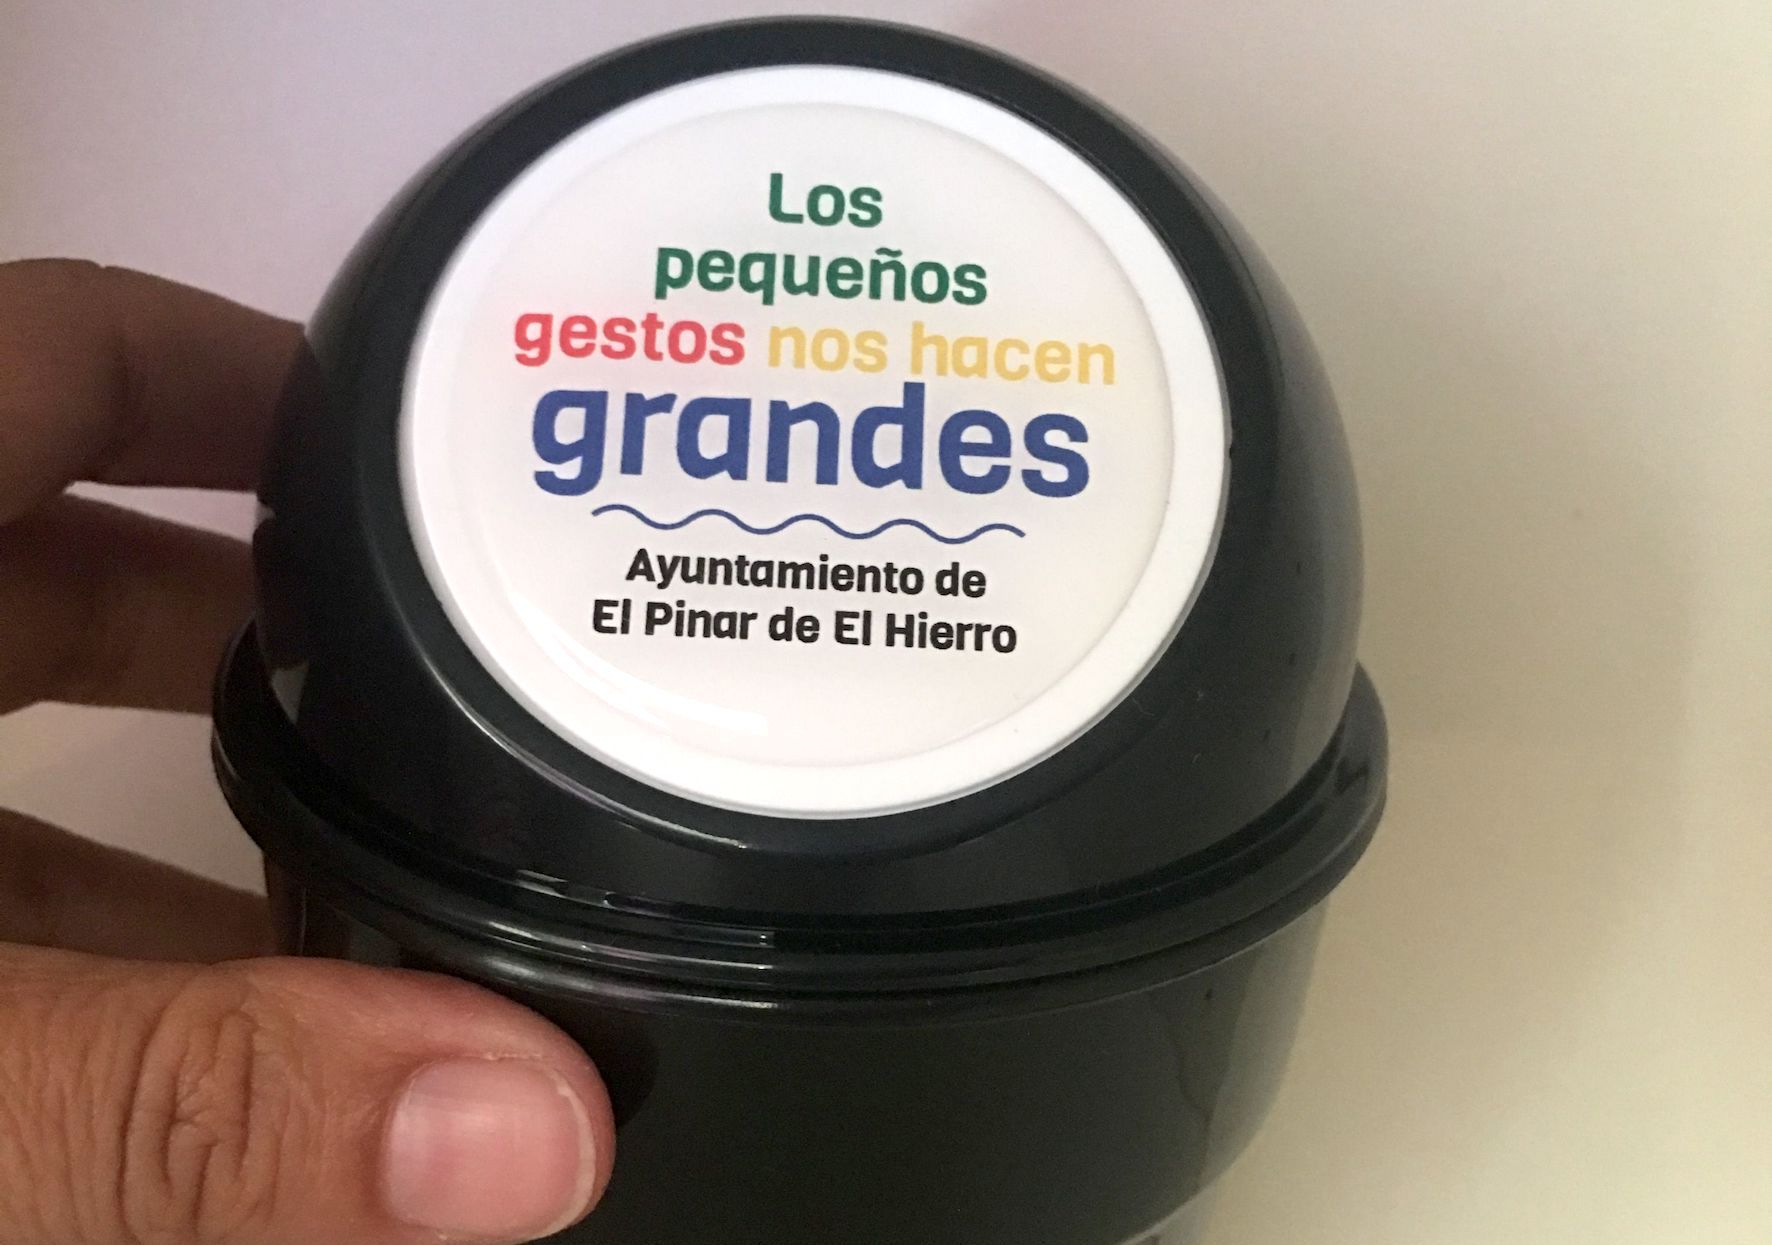 Los
pequeños
gestos nos hacen
grandes
Ayuntamiento de
El Pinar de El Hierro